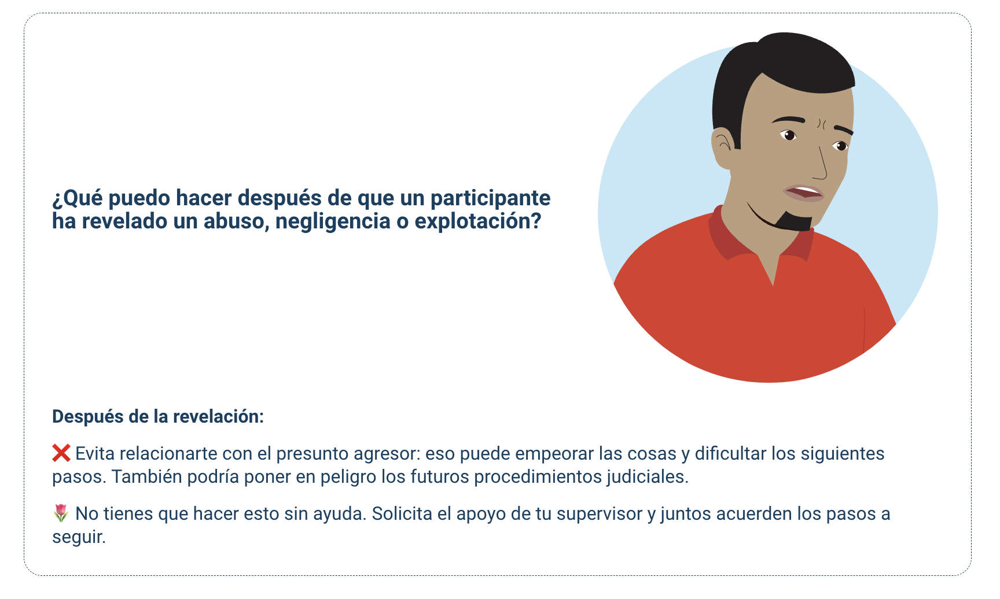 ¿Qué puedo hacer después de que un participante
ha revelado un abuso, negligencia o explotación?
Después de la revelación:
❌ Evita relacionarte con el presunto agresor: eso puede empeorar las cosas y dificultar los siguientes
pasos. También podría poner en peligro los futuros procedimientos judiciales.
🌷 No tienes que hacer esto sin ayuda. Solicita el apoyo de tu supervisor y juntos acuerden los pasos a
seguir.